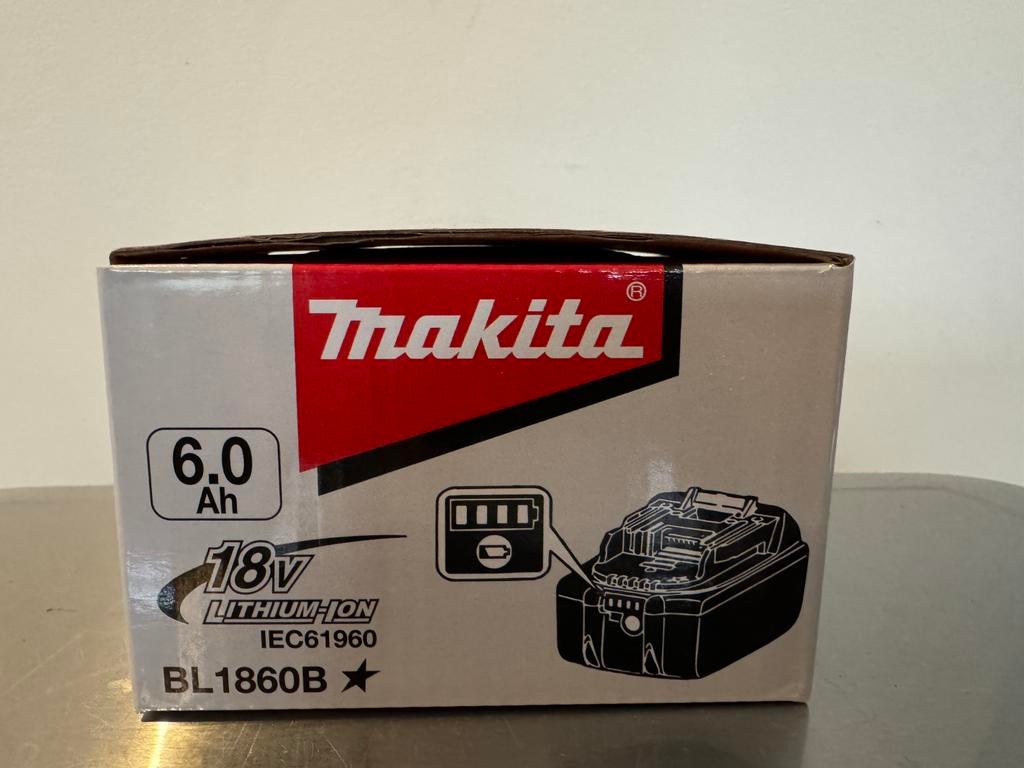 Makita®
6.0
Ah
18V
LITHIUM-ION
IEC61960
BL1860B ★